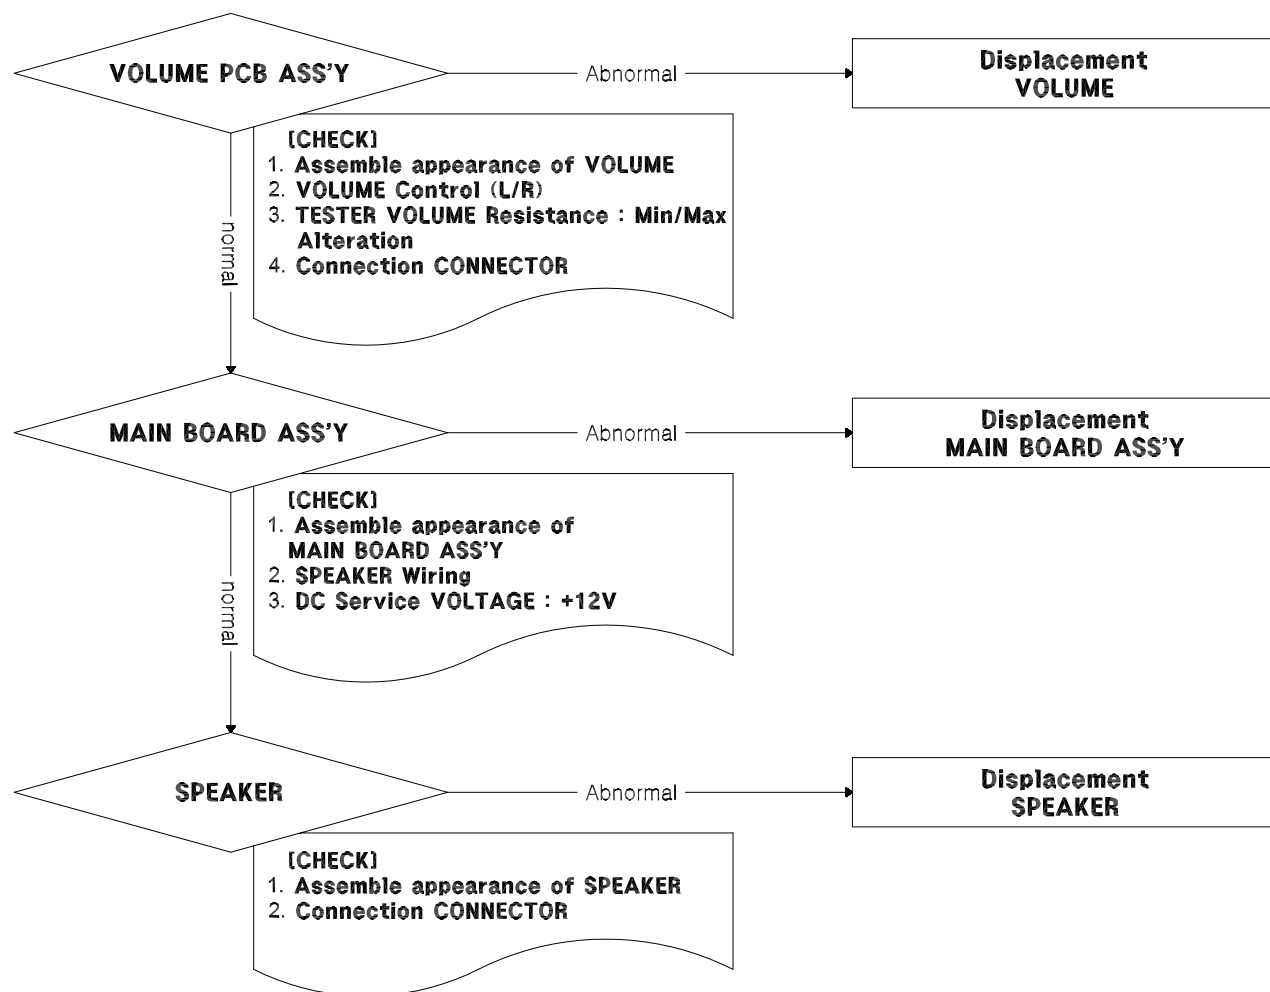 VOLUME PCB ASS'Y
Abnormal
Displacement
VOLUME
[CHECK]
1. Assemble appearance of VOLUME
2. VOLUME Control (L/R)
3. TESTER VOLUME Resistance : Min/Max
Alteration
4. Connection CONNECTOR
normal
MAIN BOARD ASS'Y
Abnormal
Displacement
MAIN BOARD ASS'Y
[CHECK]
1. Assemble appearance of
MAIN BOARD ASS'Y
2. SPEAKER Wiring
3. DC Service VOLTAGE : +12V
normal
SPEAKER
Abnormal
Displacement
SPEAKER
[CHECK]
1. Assemble appearance of SPEAKER
2. Connection CONNECTOR